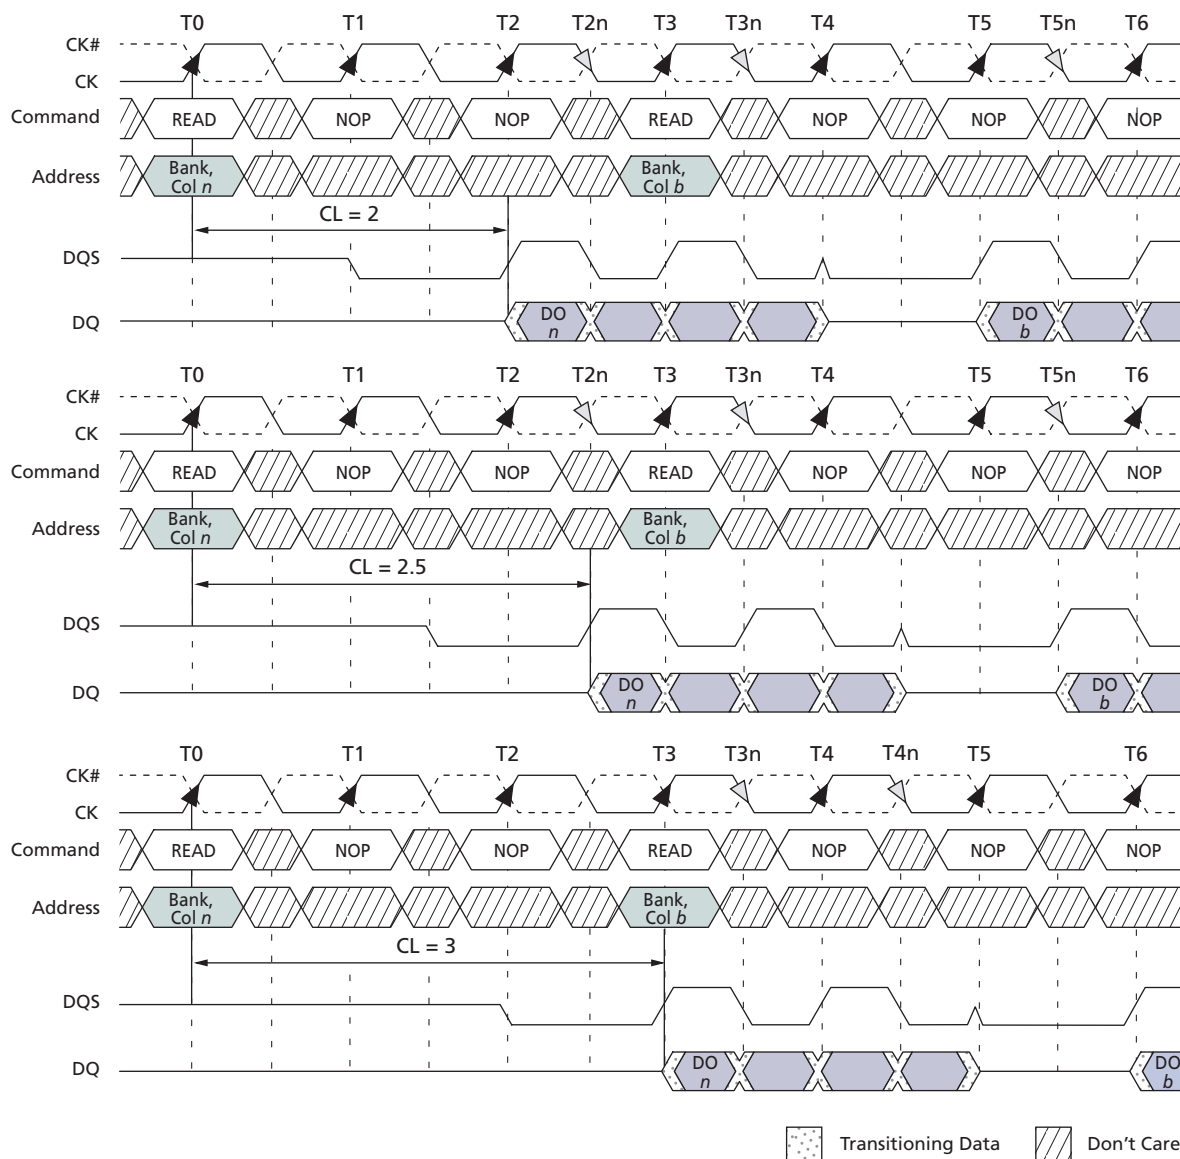 T0 T1 T2 T2n T3 T3n T4 T5 T5n T6
CK#
CK
Command READ NOP NOP READ NOP NOP NOP
Address Bank, Col n Bank, Col b
CL = 2
DQS
DQ DO n DO b
T0 T1 T2 T2n T3 T3n T4 T5 T5n T6
CK#
CK
Command READ NOP NOP READ NOP NOP NOP
Address Bank, Col n Bank, Col b
CL = 2.5
DQS
DQ DO n DO b
T0 T1 T2 T3 T3n T4 T4n T5 T6
CK#
CK
Command READ NOP NOP READ NOP NOP NOP
Address Bank, Col n Bank, Col b
CL = 3
DQS
DQ DO n DO b
Transitioning Data Don't Care